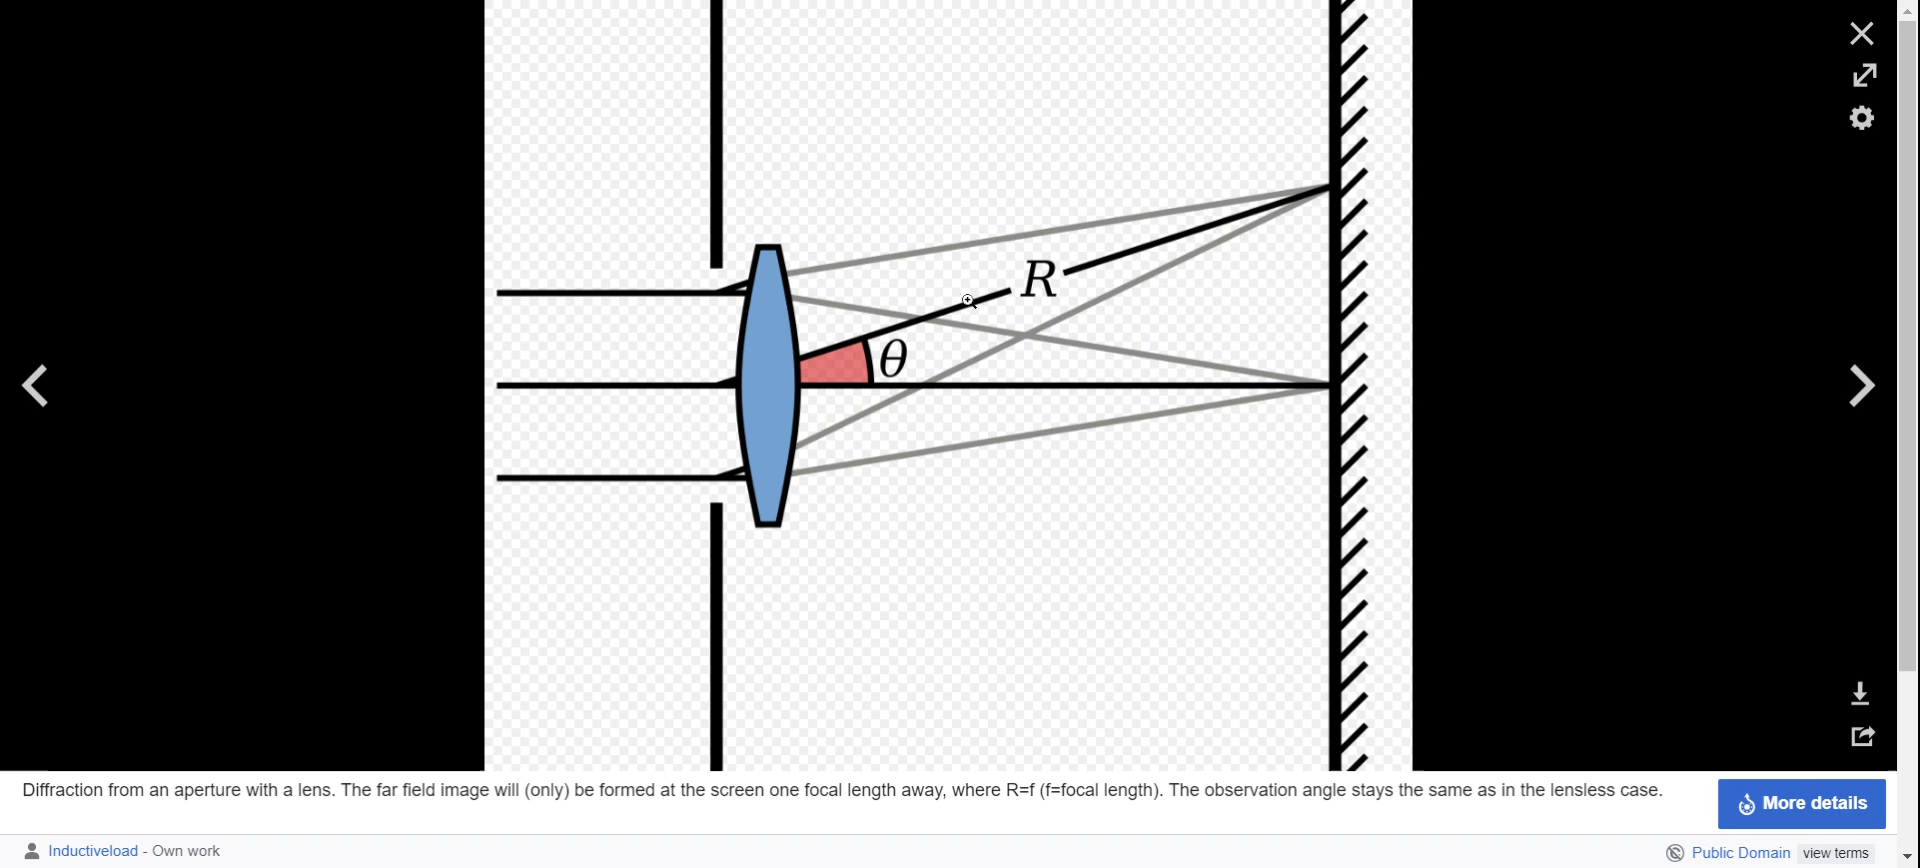 R
θ
Diffraction from an aperture with a lens. The far field image will (only) be formed at the screen one focal length away, where R=f (f=focal length). The observation angle stays the same as in the lensless case.
More details
Inductiveload - Own work
Public Domain view terms